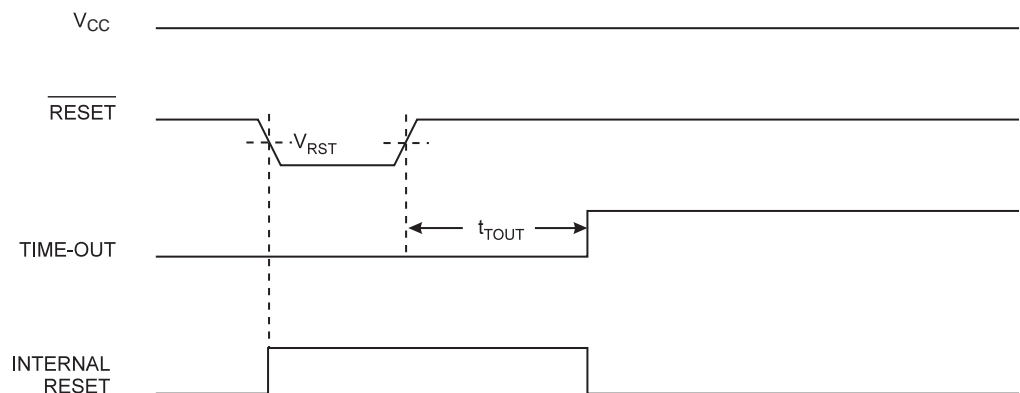 VCC
RESET
VRST
tTOUT
TIME-OUT
INTERNAL
RESET